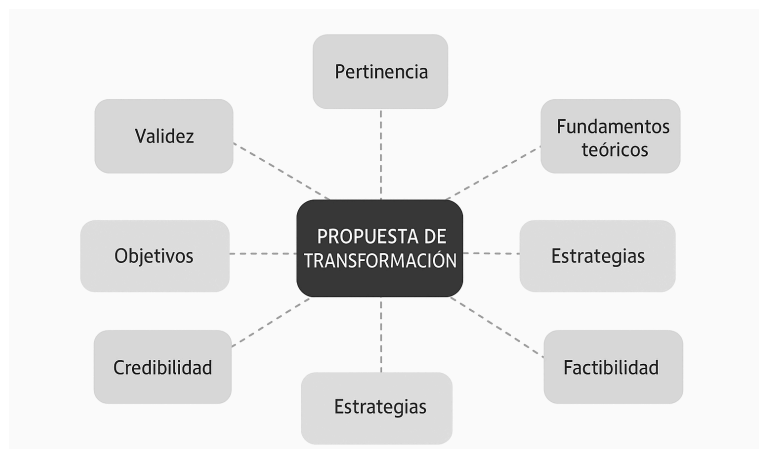 Pertinencia
Validez
Fundamentos
teóricos
PROPUESTA DE
TRANSFORMACIÓN
Objetivos
Estrategias
Credibilidad
Factibilidad
Estrategias